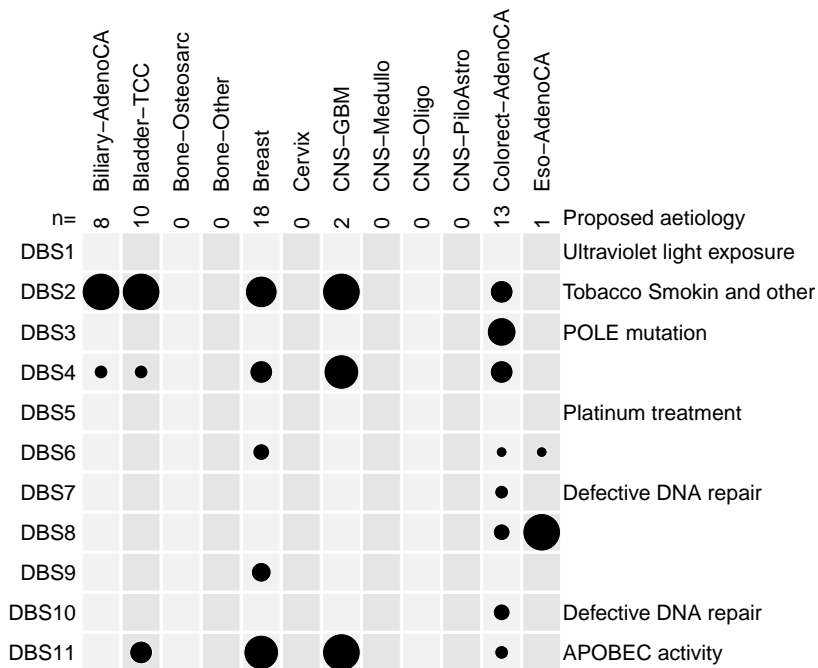 Biliary−AdenoCA
Bladder−TCC
Bone−Osteosarc
Bone−Other
Breast
Cervix
CNS−GBM
CNS−Medullo
CNS−Oligo
CNS−PiloAstro
Colorect−AdenoCA
Eso−AdenoCA
n= 8 10 0 0 18 0 2 0 0 0 13 1 Proposed aetiology
DBS1 Ultraviolet light exposure
DBS2 Tobacco Smokin and other
DBS3 POLE mutation
DBS4
DBS5 Platinum treatment
DBS6
DBS7 Defective DNA repair
DBS8
DBS9
DBS10 Defective DNA repair
DBS11 APOBEC activity